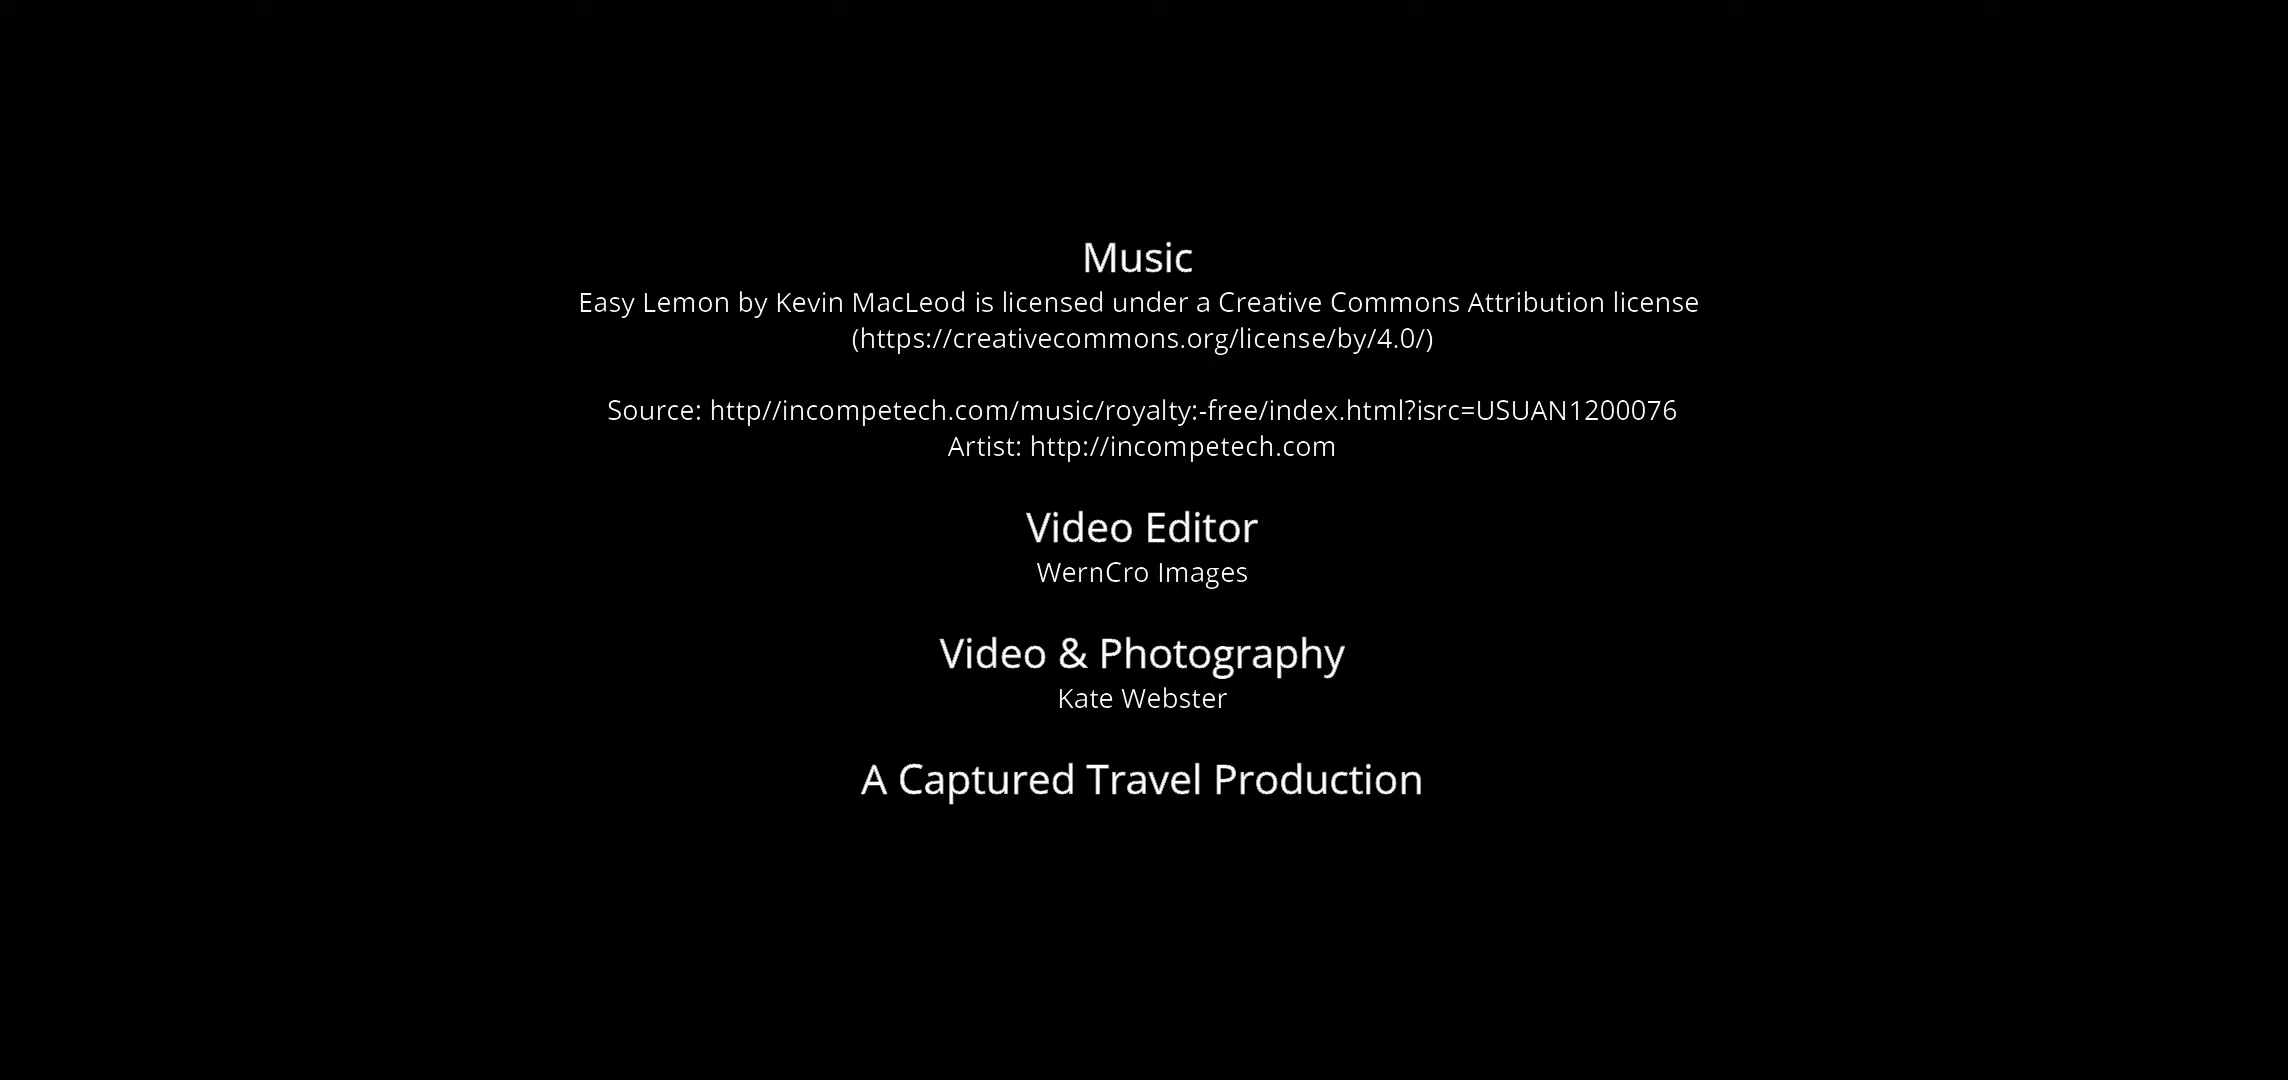 Music
Easy Lemon by Kevin MacLeod is licensed under a Creative Commons Attribution license
(https://creativecommons.org/license/by/4.0/)
Source: http//incompetech.com/music/royalty:-free/index.html?isrc=USUAN1200076
Artist: http://incompetech.com
Video Editor
WernCro Images
Video & Photography
Kate Webster
A Captured Travel Production